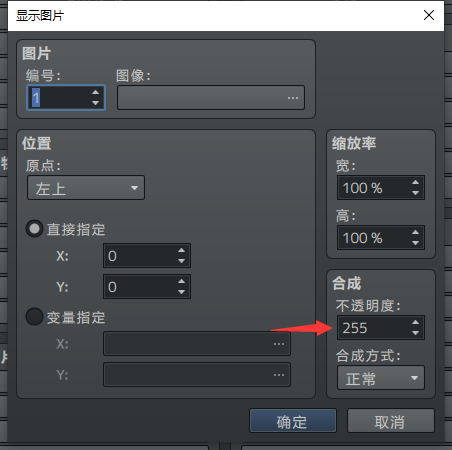 显示图片
图片
编号:
图像:
1
...
位置
原点:
左上
直接指定
X:
0
Y:
0
变量指定
X:
...
Y:
...
缩放率
宽:
100 %
高:
100 %
合成
不透明度:
255
合成方式:
正常
确定
取消